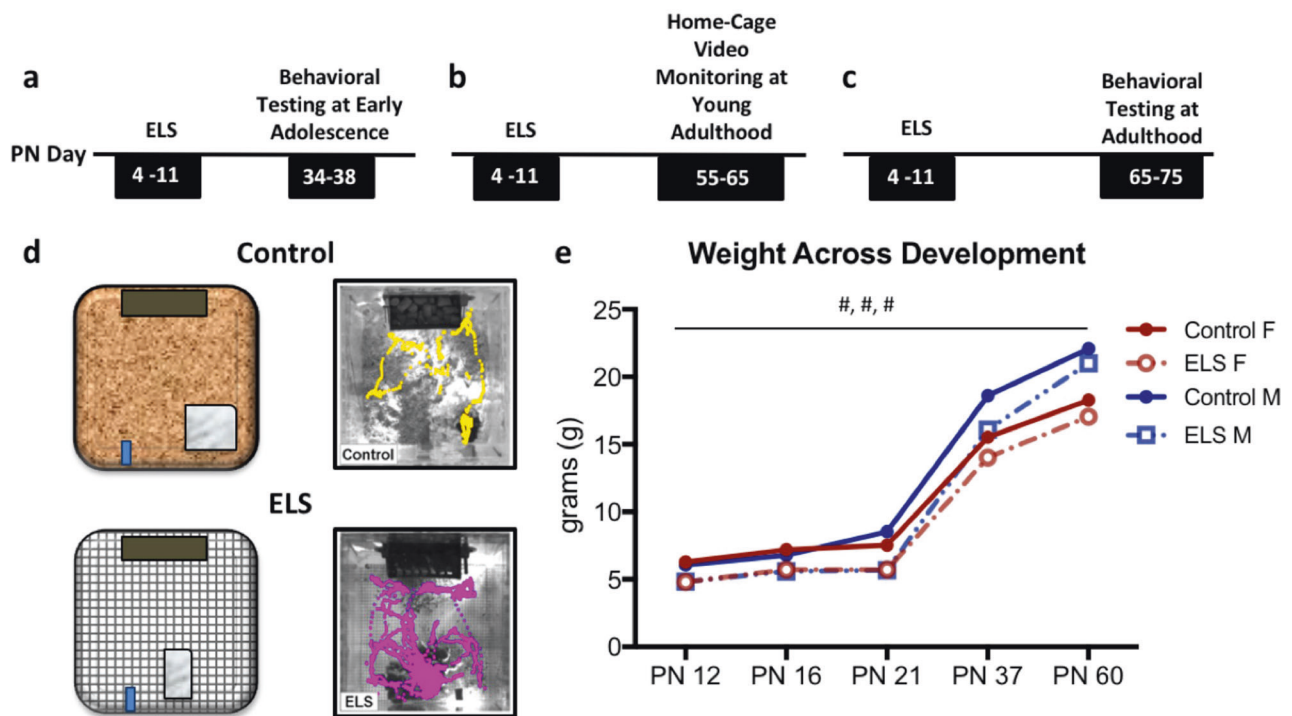 a
Behavioral
Testing at Early
Adolescence
ELS
PN Day
4 -11
34-38
b
Home-Cage
Video
Monitoring at
Young
Adulthood
ELS
4 -11
55-65
c
Behavioral
Testing at
Adulthood
ELS
4 -11
65-75
d
Control
Control
ELS
ELS
e
Weight Across Development
#, #, #
grams (g)
25
20
15
10
5
0
PN 12
PN 16
PN 21
PN 37
PN 60
Control F
ELS F
Control M
ELS M